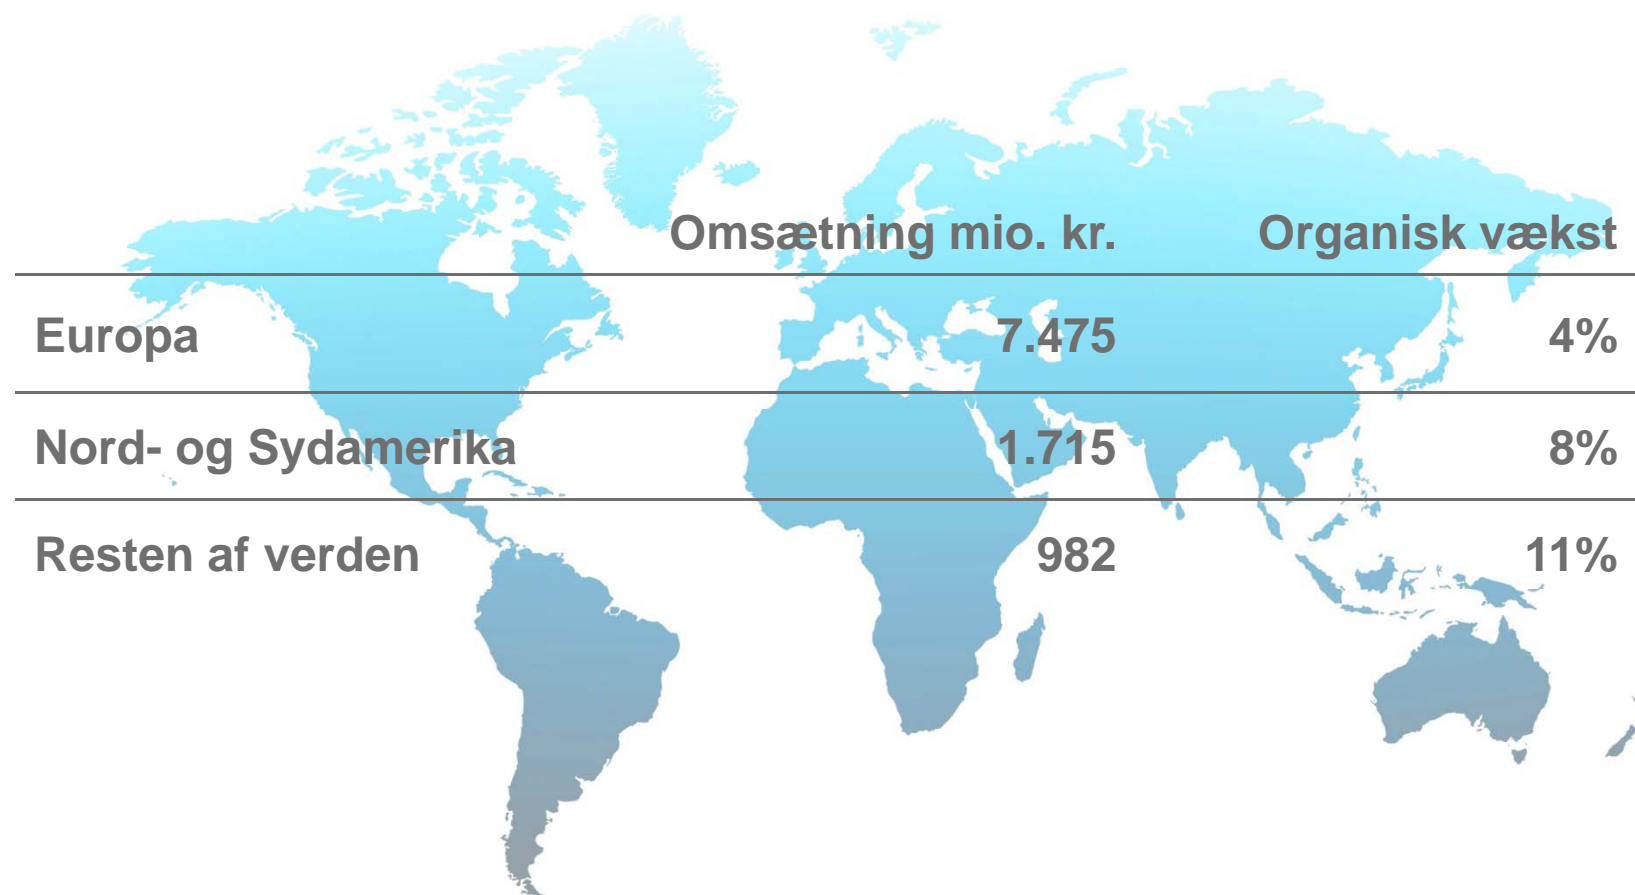 Omsætning mio. kr. Organisk vækst
Europa 7.475 4%
Nord- og Sydamerika 1.715 8%
Resten af verden 982 11%